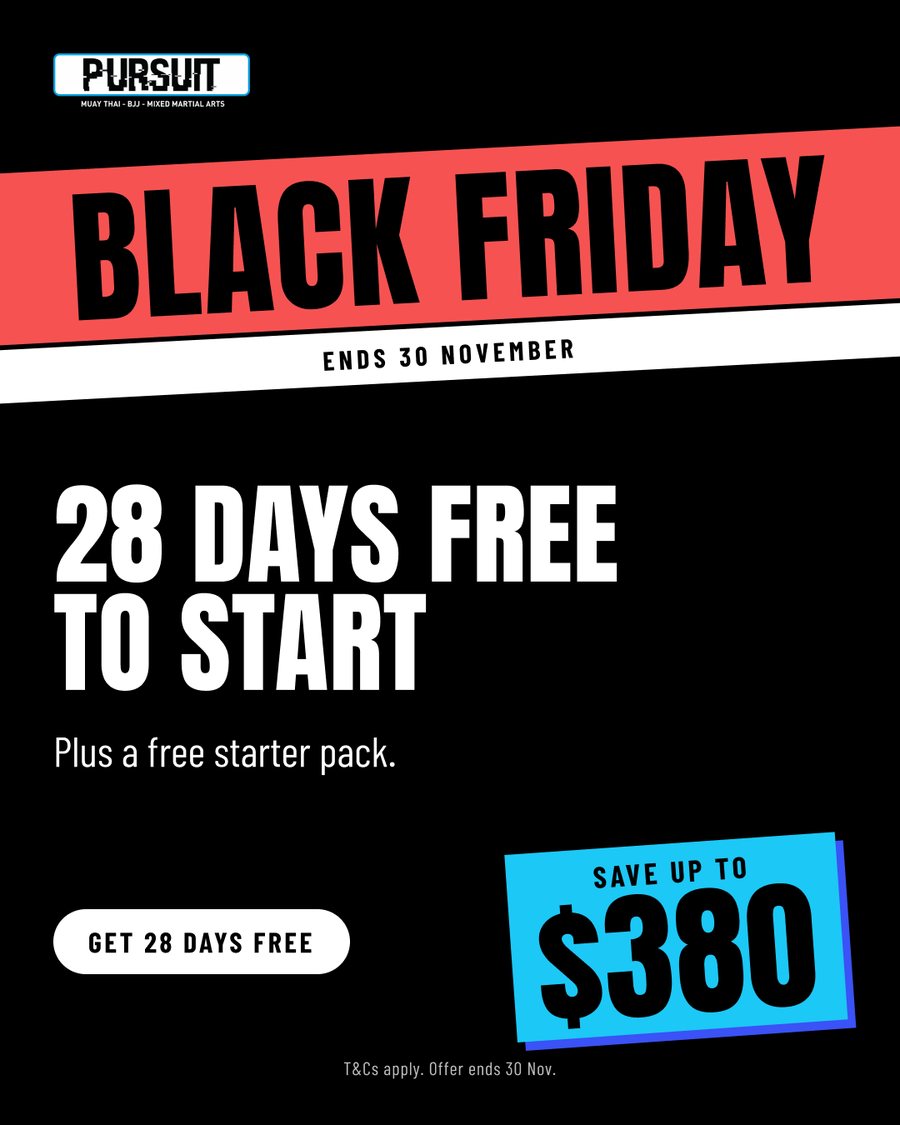 PURSUIT
MUAY THAI - BJJ - MIXED MARTIAL ARTS
BLACK FRIDAY
ENDS 30 NOVEMBER
28 DAYS FREE
TO START
Plus a free starter pack.
GET 28 DAYS FREE
SAVE UP TO
$380
T&Cs apply. Offer ends 30 Nov.